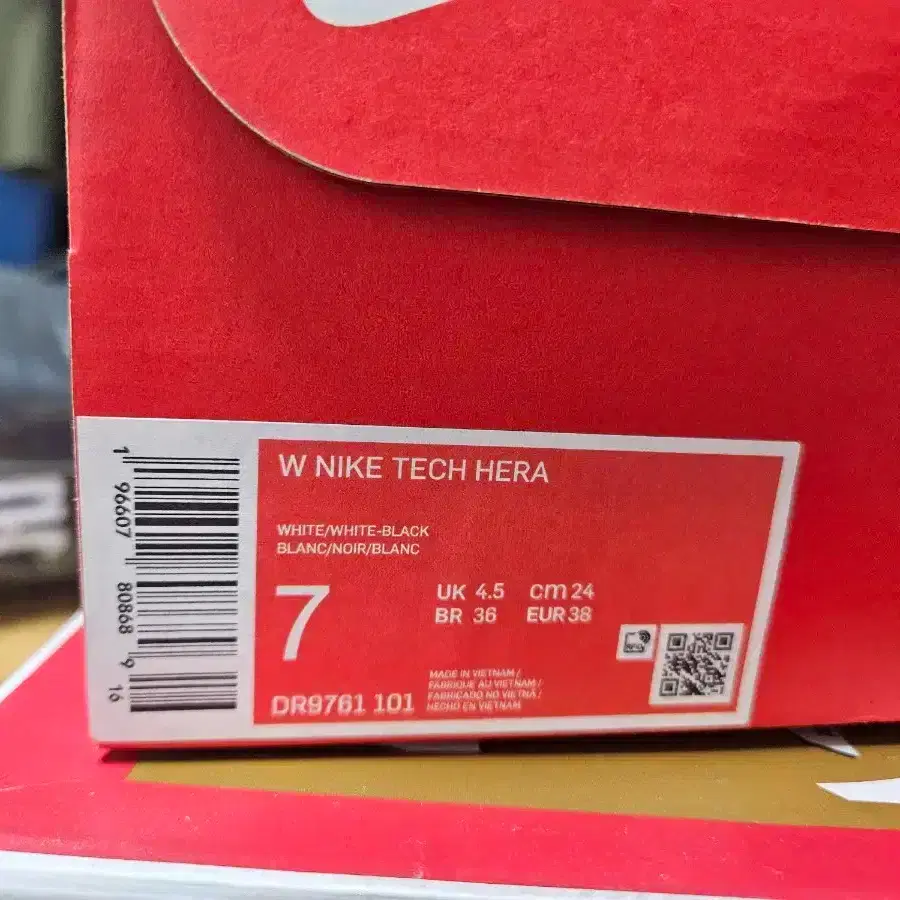 W NIKE TECH HERA
WHITE/WHITE-BLACK
BLANC/NOIR/BLANC
7
UK 4.5 cm 24
BR 36 EUR 38
DR9761 101
MADE IN VIETNAM /
FABRIQUE AU VIETNAM /
FABRICADO NO VIETNÃ /
HECHO EN VIETNAM
1 96607 80868 9 16